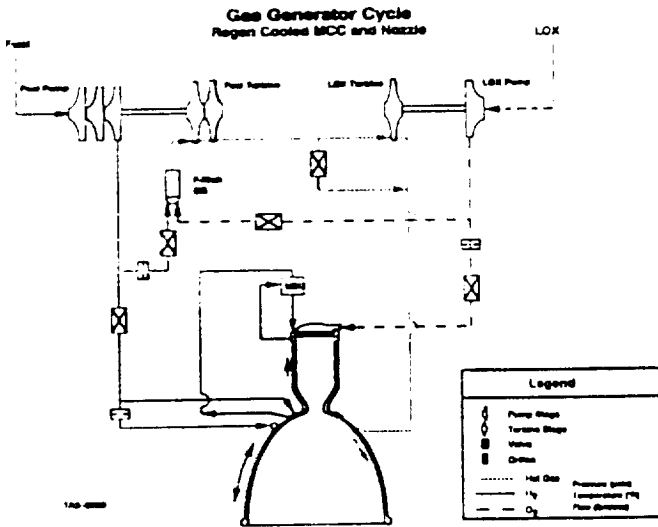 Gas Generator Cycle
Regen Cooled MCC and Nozzle
Fuel
LOX
Fuel Pump
Fuel Turbine
LOX Turbine
LOX Pump
Legend
Pump Stage
Turbine Stage
Valve
Orifice
Hot Gas
H2
O2
Pressure (psia)
Temperature (°R)
Flow (lbm/sec)